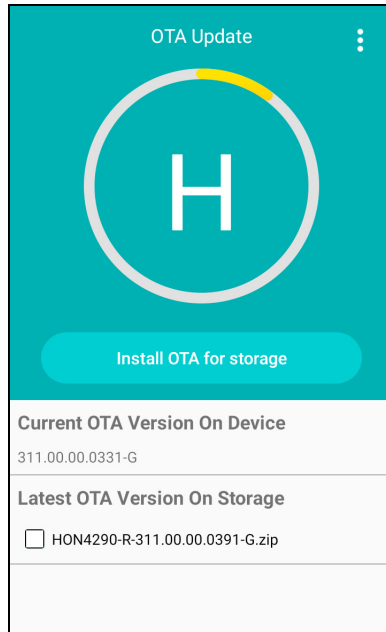 OTA Update
H
Install OTA for storage
Current OTA Version On Device
311.00.00.0331-G
Latest OTA Version On Storage
HON4290-R-311.00.00.0391-G.zip